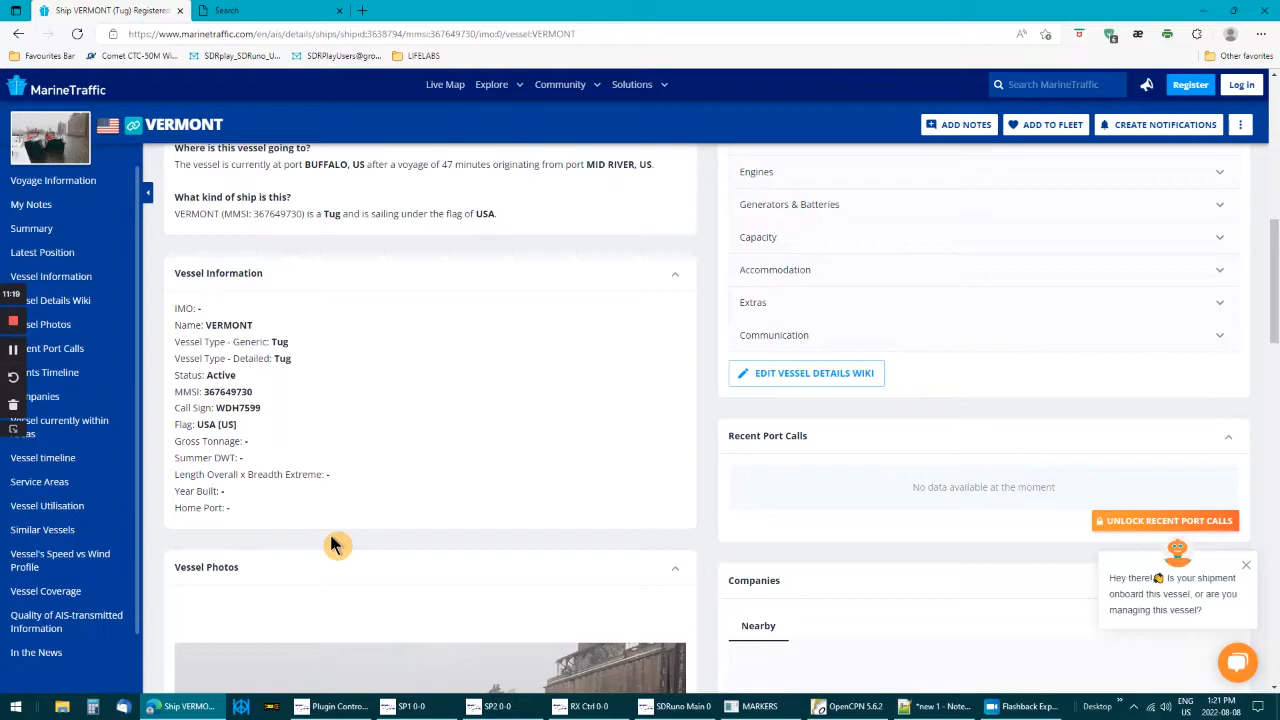 Ship VERMONT (Tug) Registered
Search
https://www.marinetraffic.com/en/ais/details/ships/shipid:3638794/mmsi:367649730/imo:0/vessel:VERMONT
Favourites Bar
Comet CTC-50M Wi...
SDRplay_SDRuno_U...
SDRPlayUsers@gro...
LIFELABS
Other favorites
MarineTraffic
Live Map
Explore
Community
Solutions
Search MarineTraffic
Register
Log in
VERMONT
ADD NOTES
ADD TO FLEET
CREATE NOTIFICATIONS
Voyage Information
My Notes
Summary
Latest Position
Vessel Information
11:19
sel Details Wiki
sel Photos
ent Port Calls
nts Timeline
mpanies
Vessel currently within
as
Vessel timeline
Service Areas
Vessel Utilisation
Similar Vessels
Vessel's Speed vs Wind
Profile
Vessel Coverage
Quality of AIS-transmitted
Information
In the News
Where is this vessel going to?
The vessel is currently at port BUFFALO, US after a voyage of 47 minutes originating from port MID RIVER, US.
What kind of ship is this?
VERMONT (MMSI: 367649730) is a Tug and is sailing under the flag of USA.
Vessel Information
IMO: -
Name: VERMONT
Vessel Type - Generic: Tug
Vessel Type - Detailed: Tug
Status: Active
MMSI: 367649730
Call Sign: WDH7599
Flag: USA [US]
Gross Tonnage: -
Summer DWT: -
Length Overall x Breadth Extreme: -
Year Built: -
Home Port: -
Vessel Photos
Engines
Generators & Batteries
Capacity
Accommodation
Extras
Communication
EDIT VESSEL DETAILS WIKI
Recent Port Calls
No data available at the moment
UNLOCK RECENT PORT CALLS
Companies
Nearby
Hey there! Is your shipment
onboard this vessel, or are you
managing this vessel?
Ship VERMO...
Plugin Contro...
SP1 0-0
SP2 0-0
RX Ctrl 0-0
SDRuno Main 0
MARKERS
OpenCPN 5.6.2
*new 1 - Note...
Flashback Exp...
Desktop
ENG
US
1:21 PM
2022-08-08